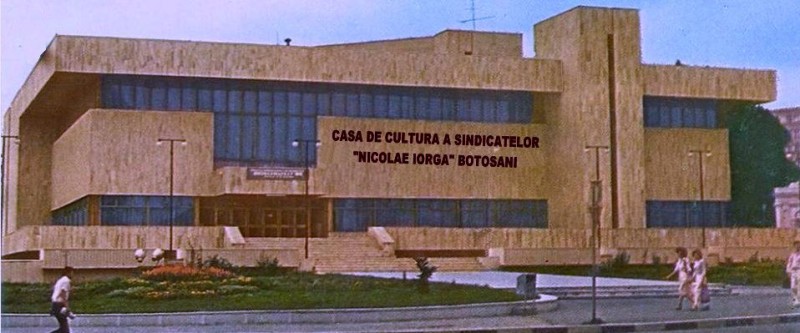 CASA DE CULTURA A SINDICATELOR
"NICOLAE IORGA" BOTOSANI